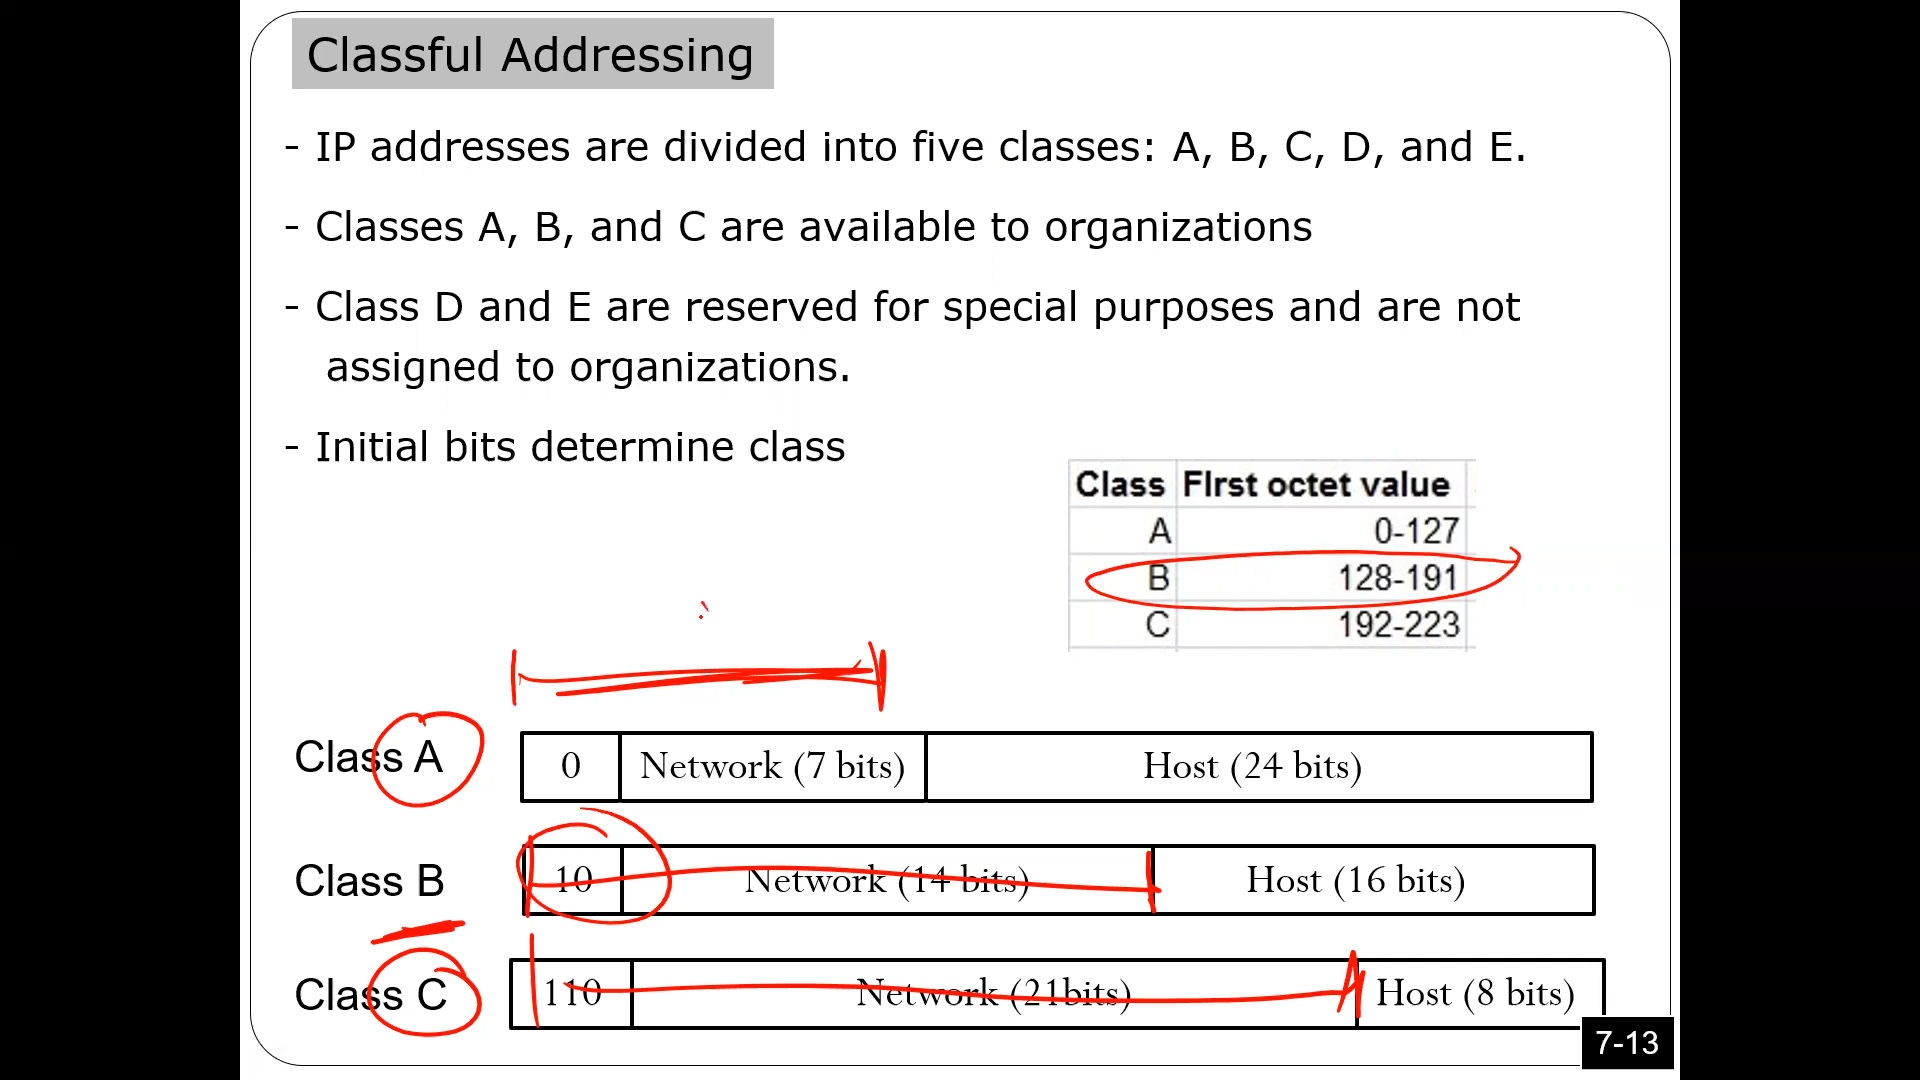 Classful Addressing
- IP addresses are divided into five classes: A, B, C, D, and E.
- Classes A, B, and C are available to organizations
- Class D and E are reserved for special purposes and are not
assigned to organizations.
- Initial bits determine class
Class FIrst octet value
A 0-127
B 128-191
C 192-223
Class A 0 Network (7 bits) Host (24 bits)
Class B 10 Network (14 bits) Host (16 bits)
Class C 110 Network (21bits) Host (8 bits)
7-13